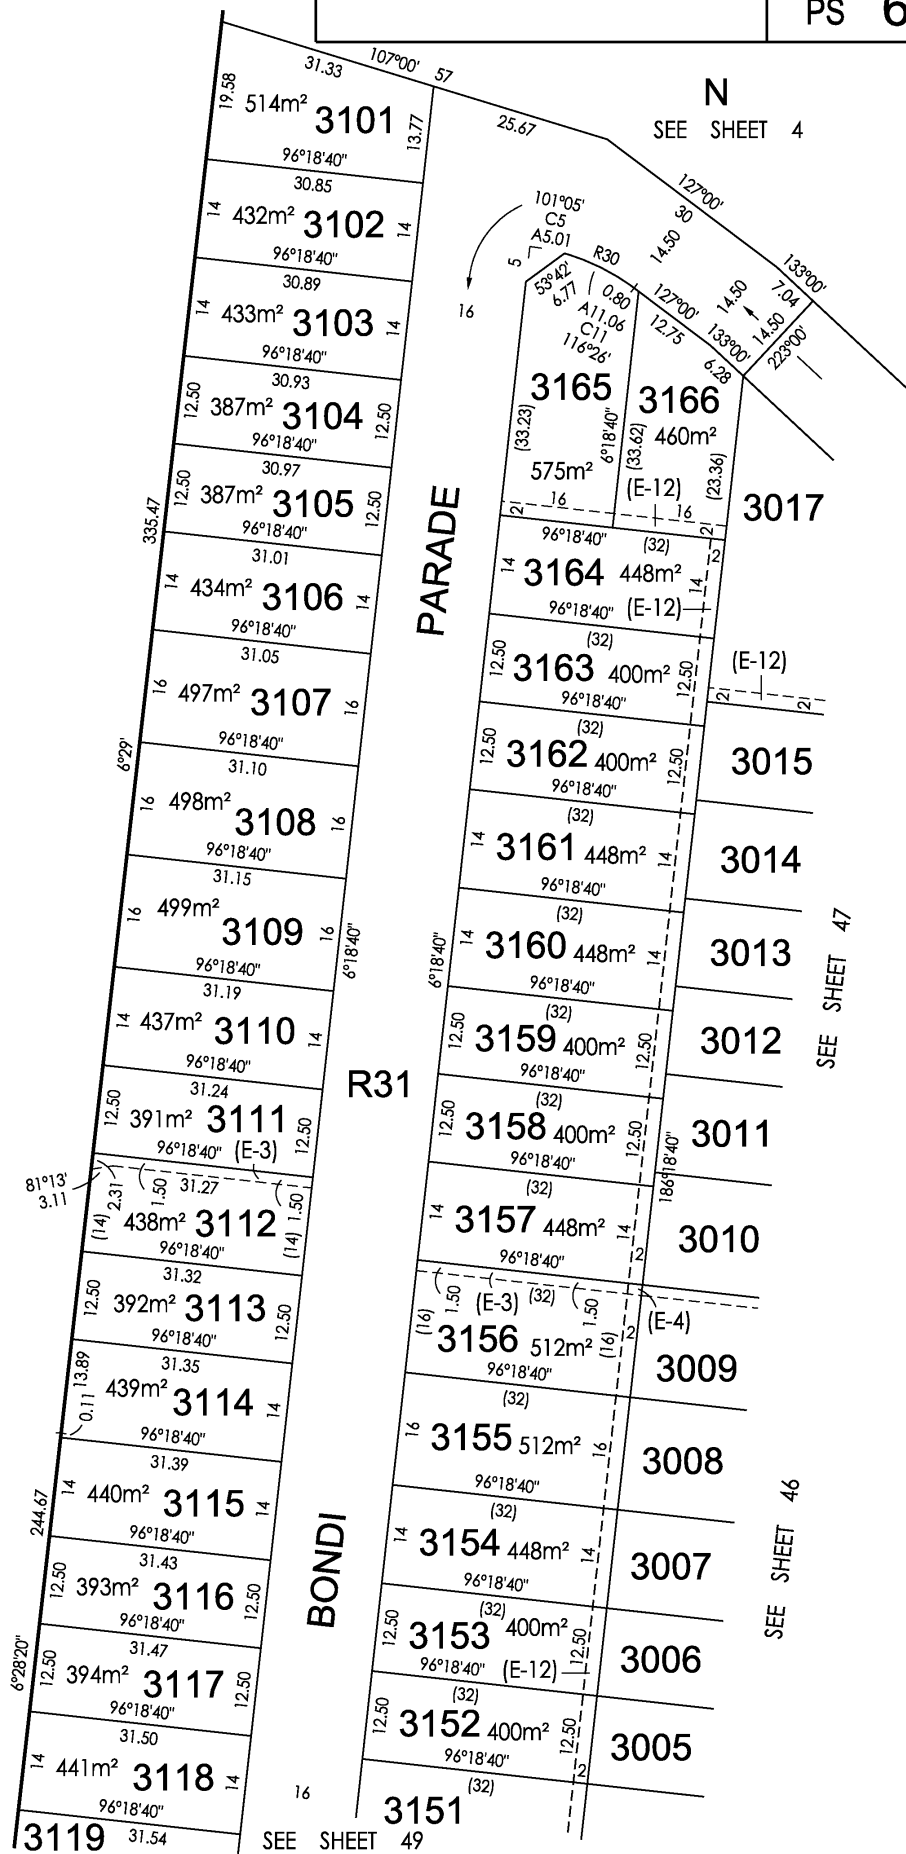 PS 6
107°00' 57
31.33
25.67
N
SEE SHEET 4
19.58
514m² 3101
13.77
96°18'40"
30.85
14 432m² 3102 14
96°18'40"
30.89
14 433m² 3103 14
96°18'40"
30.93
12.50 387m² 3104 12.50
96°18'40"
30.97
12.50 387m² 3105 12.50
96°18'40"
335.47
31.01
14 434m² 3106 14
96°18'40"
31.05
16 497m² 3107 16
96°18'40"
6°29'
31.10
16 498m² 3108 16
96°18'40"
31.15
16 499m² 3109 16
96°18'40"
6°18'40"
31.19
14 437m² 3110 14
96°18'40"
31.24
12.50 391m² 3111 12.50
96°18'40" (E-3)
81°13'
3.11
2.31 1.50 31.27 1.50
(14) 438m² 3112 (14)
96°18'40"
31.32
12.50 392m² 3113 12.50
96°18'40"
31.35
13.89 439m² 3114 14
0.11
96°18'40"
31.39
14 440m² 3115 14
96°18'40"
244.67
31.43
12.50 393m² 3116 12.50
96°18'40"
6°28'20"
31.47
12.50 394m² 3117 12.50
96°18'40"
31.50
14 441m² 3118 14
96°18'40"
3119 31.54
16
PARADE
R31
BONDI
16
SEE SHEET 49
127°00'
30
14.50
133°00'
7.04
14.50
14.50
223°00'
101°05'
C5
A5.01
5
R30
53°42'
6.77
0.80
A11.06
C11
116°26'
127°00'
12.75
133°00'
6.28
3165
(33.23)
575m²
6°18'40"
16
2
3166
460m²
(33.62)
(23.36)
(E-12)
16
2
3017
96°18'40" (32)
2
14 3164 448m² 14
96°18'40" (E-12)
(32)
12.50 3163 400m² 12.50
96°18'40"
(E-12)
2 2
(32)
12.50 3162 400m² 12.50
96°18'40"
3015
(32)
14 3161 448m² 14
96°18'40"
3014
(32)
6°18'40"
14 3160 448m² 14
96°18'40"
3013
SEE SHEET 47
(32)
12.50 3159 400m² 12.50
96°18'40"
3012
(32)
12.50 3158 400m² 12.50
96°18'40"
3011
186°18'40"
(32)
14 3157 448m² 14
96°18'40"
2
3010
1.50 (E-3) (32) 1.50
(E-4)
(16) 3156 512m² (16) 2
96°18'40"
3009
(32)
16 3155 512m² 16
96°18'40"
3008
(32)
14 3154 448m² 14
96°18'40"
3007
SEE SHEET 46
(32)
12.50 3153 400m² 12.50
96°18'40" (E-12)
3006
(32)
12.50 3152 400m² 12.50
96°18'40"
2
3005
(32)
3151